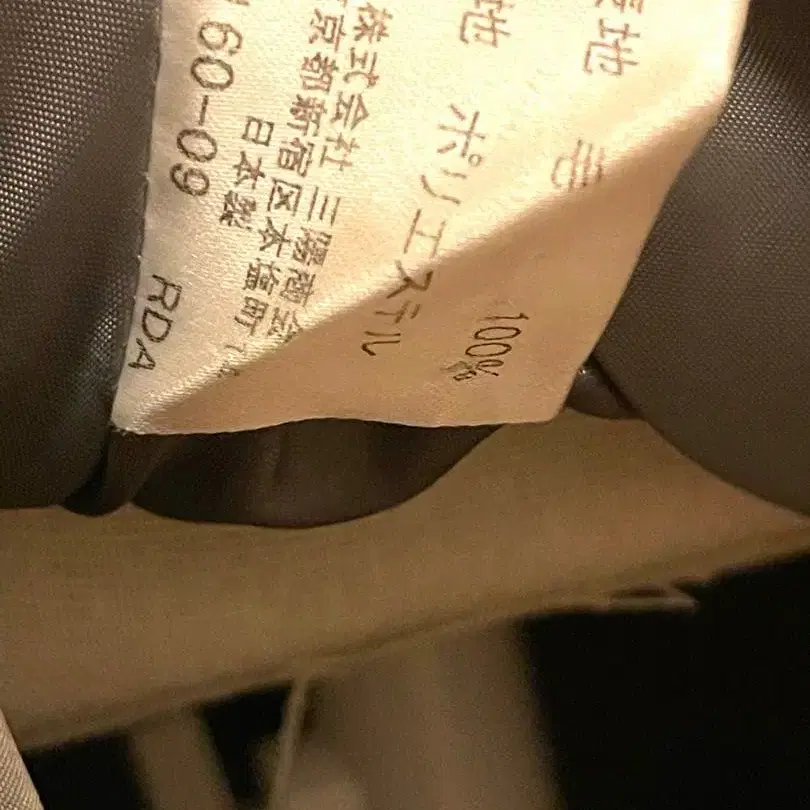 表地 毛 100%
地 ポリエステル
株式会社 三陽商会
京都新宿区本塩町
日本製
60-09 RDA